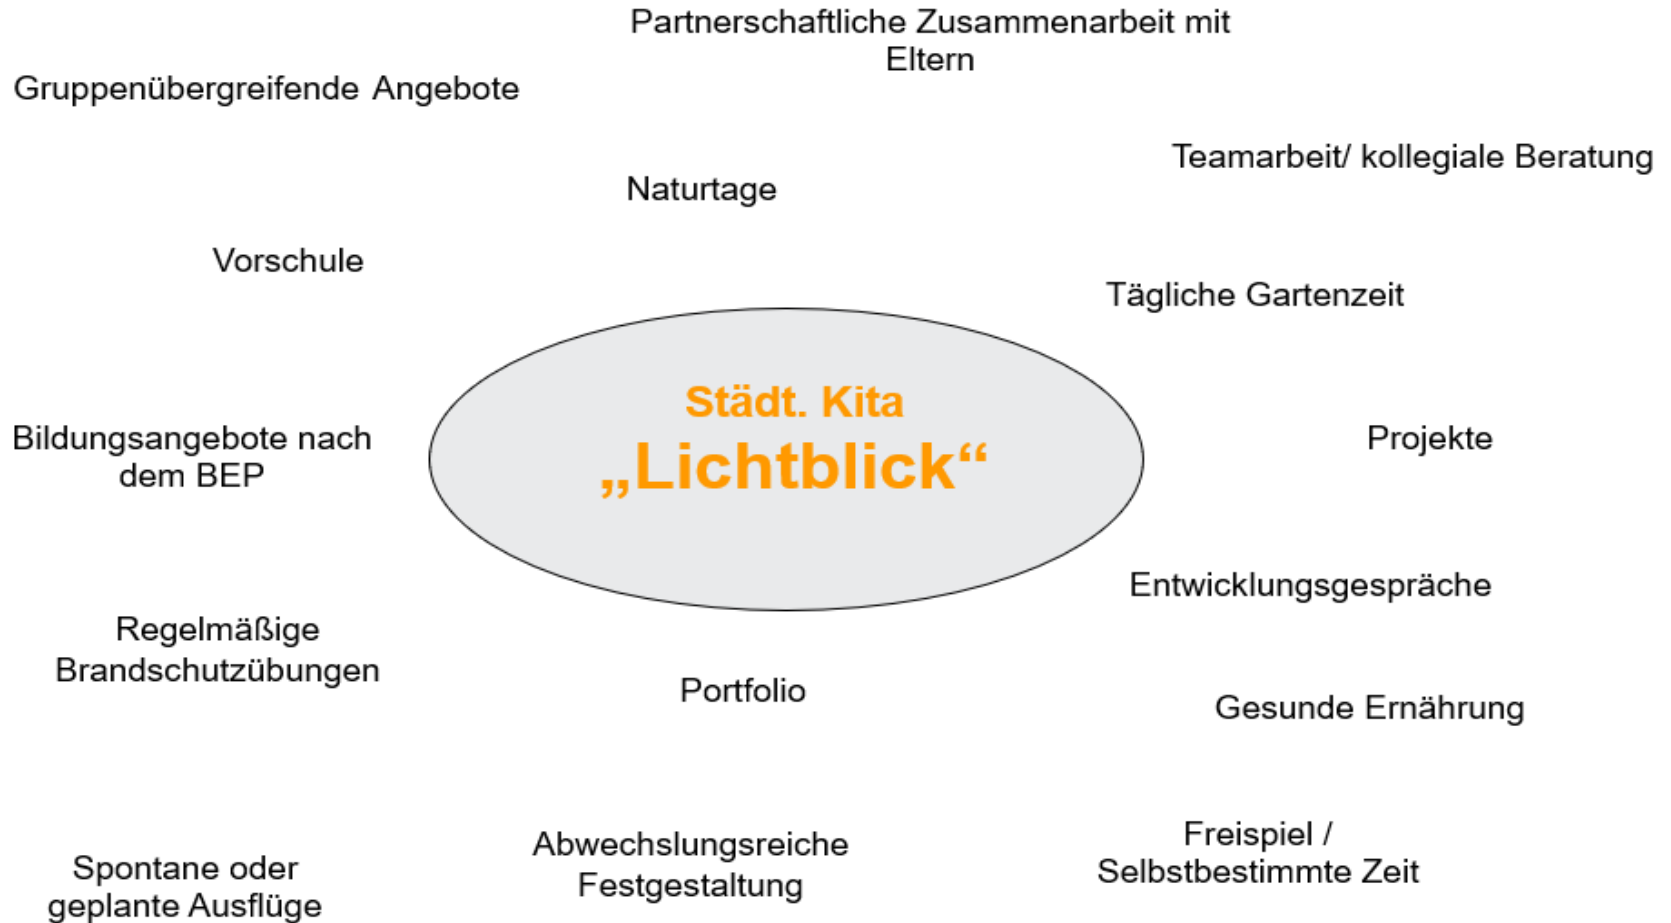 Partnerschaftliche Zusammenarbeit mit
Eltern
Gruppenübergreifende Angebote
Teamarbeit/ kollegiale Beratung
Naturtage
Vorschule
Tägliche Gartenzeit
Städt. Kita
„Lichtblick“
Bildungsangebote nach
dem BEP
Projekte
Entwicklungsgespräche
Regelmäßige
Brandschutzübungen
Portfolio
Gesunde Ernährung
Spontane oder
geplante Ausflüge
Abwechslungsreiche
Festgestaltung
Freispiel /
Selbstbestimmte Zeit